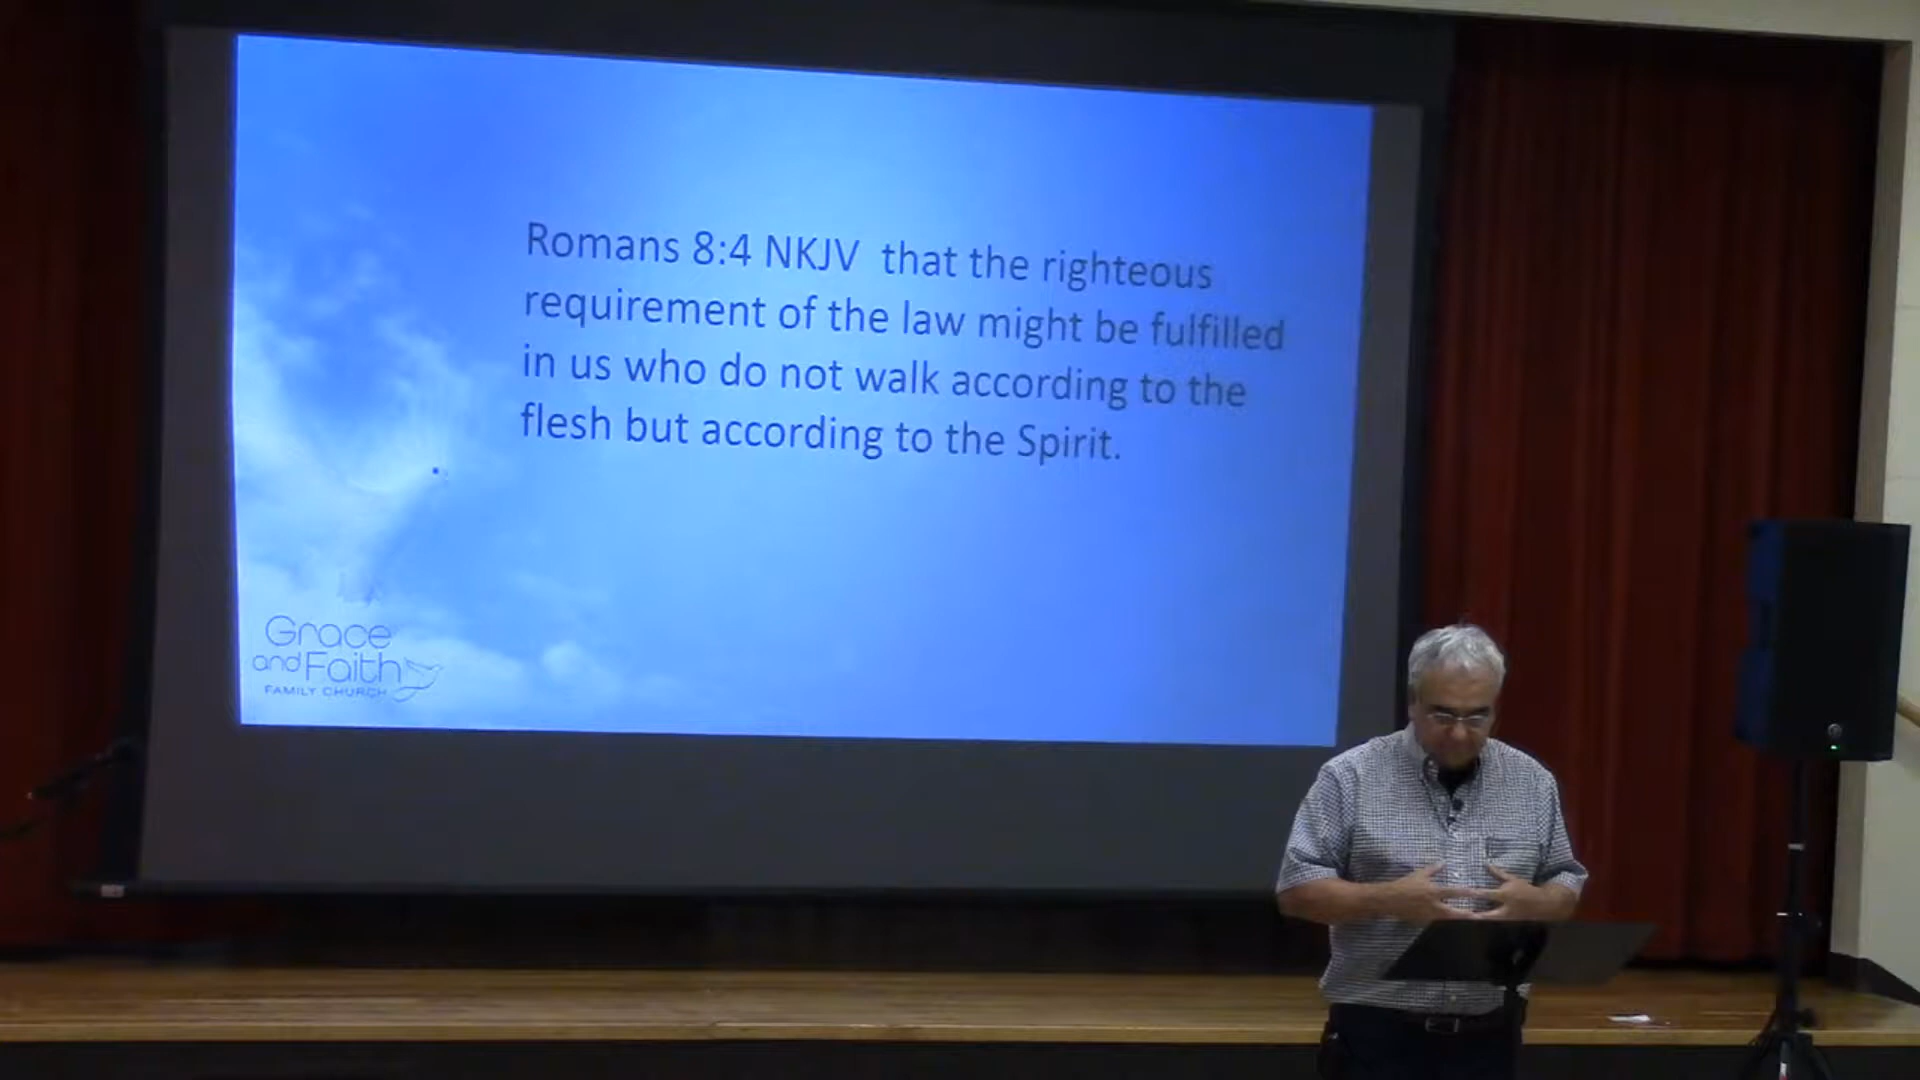 Romans 8:4 NKJV that the righteous
requirement of the law might be fulfilled
in us who do not walk according to the
flesh but according to the Spirit.
Grace
and Faith
FAMILY CHURCH